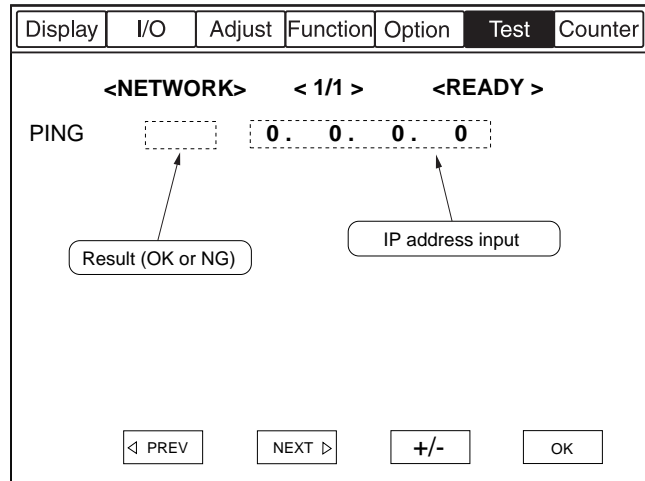 Display I/O Adjust Function Option Test Counter
<NETWORK> < 1/1 > <READY >
PING 0. 0. 0. 0
Result (OK or NG) IP address input
◁ PREV NEXT ▷ +/- OK